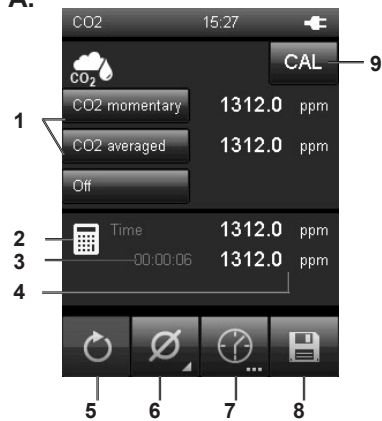 A.
CO2 15:27
CO2
CAL 9
1
CO2 momentary 1312.0 ppm
CO2 averaged 1312.0 ppm
Off
2 Time 1312.0 ppm
3 00:00:06 1312.0 ppm
4
5 6 7 8